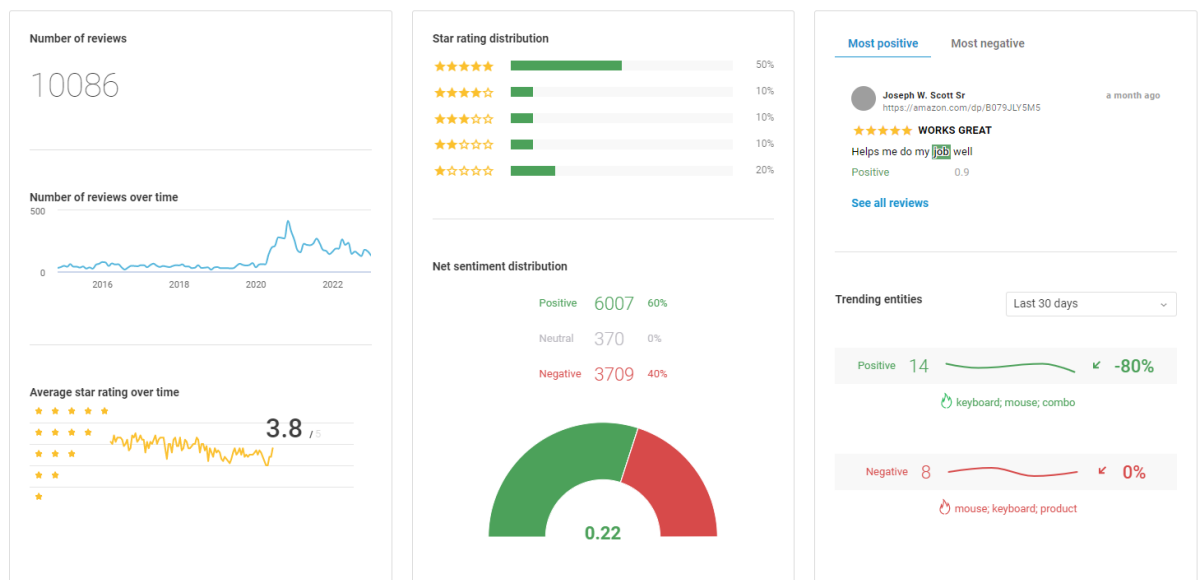 Number of reviews
10086
Number of reviews over time
500
0
2016 2018 2020 2022
Average star rating over time
3.8 / 5
Star rating distribution
50%
10%
10%
10%
20%
Net sentiment distribution
Positive 6007 60%
Neutral 370 0%
Negative 3709 40%
0.22
Most positive Most negative
Joseph W. Scott Sr a month ago
https://amazon.com/dp/B079JLY5M5
WORKS GREAT
Helps me do my job well
Positive 0.9
See all reviews
Trending entities Last 30 days
Positive 14 -80%
keyboard; mouse; combo
Negative 8 0%
mouse; keyboard; product